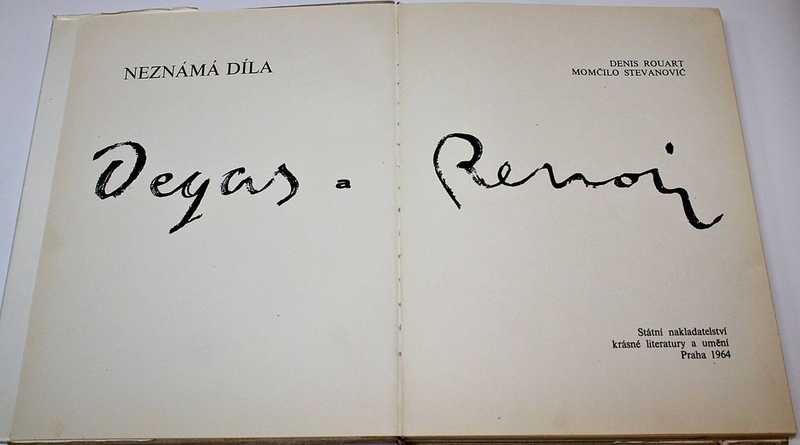 NEZNÁMÁ DÍLA
Degas a
DENIS ROUART
MOMČILO STEVANOVIĆ
Renoir
Státní nakladatelství
krásné literatury a umění
Praha 1964